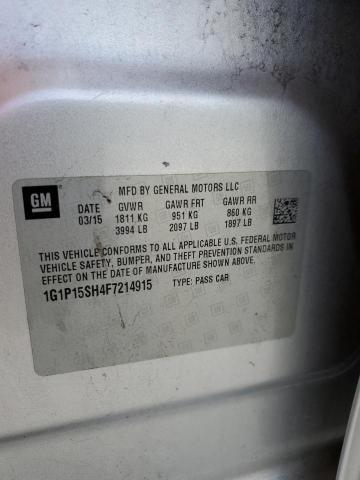 GM
MFD BY GENERAL MOTORS LLC
DATE GVWR GAWR FRT GAWR RR
03/15 1811 KG 951 KG 860 KG
3994 LB 2097 LB 1897 LB
THIS VEHICLE CONFORMS TO ALL APPLICABLE U.S. FEDERAL MOTOR
VEHICLE SAFETY, BUMPER, AND THEFT PREVENTION STANDARDS IN
EFFECT ON THE DATE OF MANUFACTURE SHOWN ABOVE.
1G1P15SH4F7214915 TYPE: PASS CAR